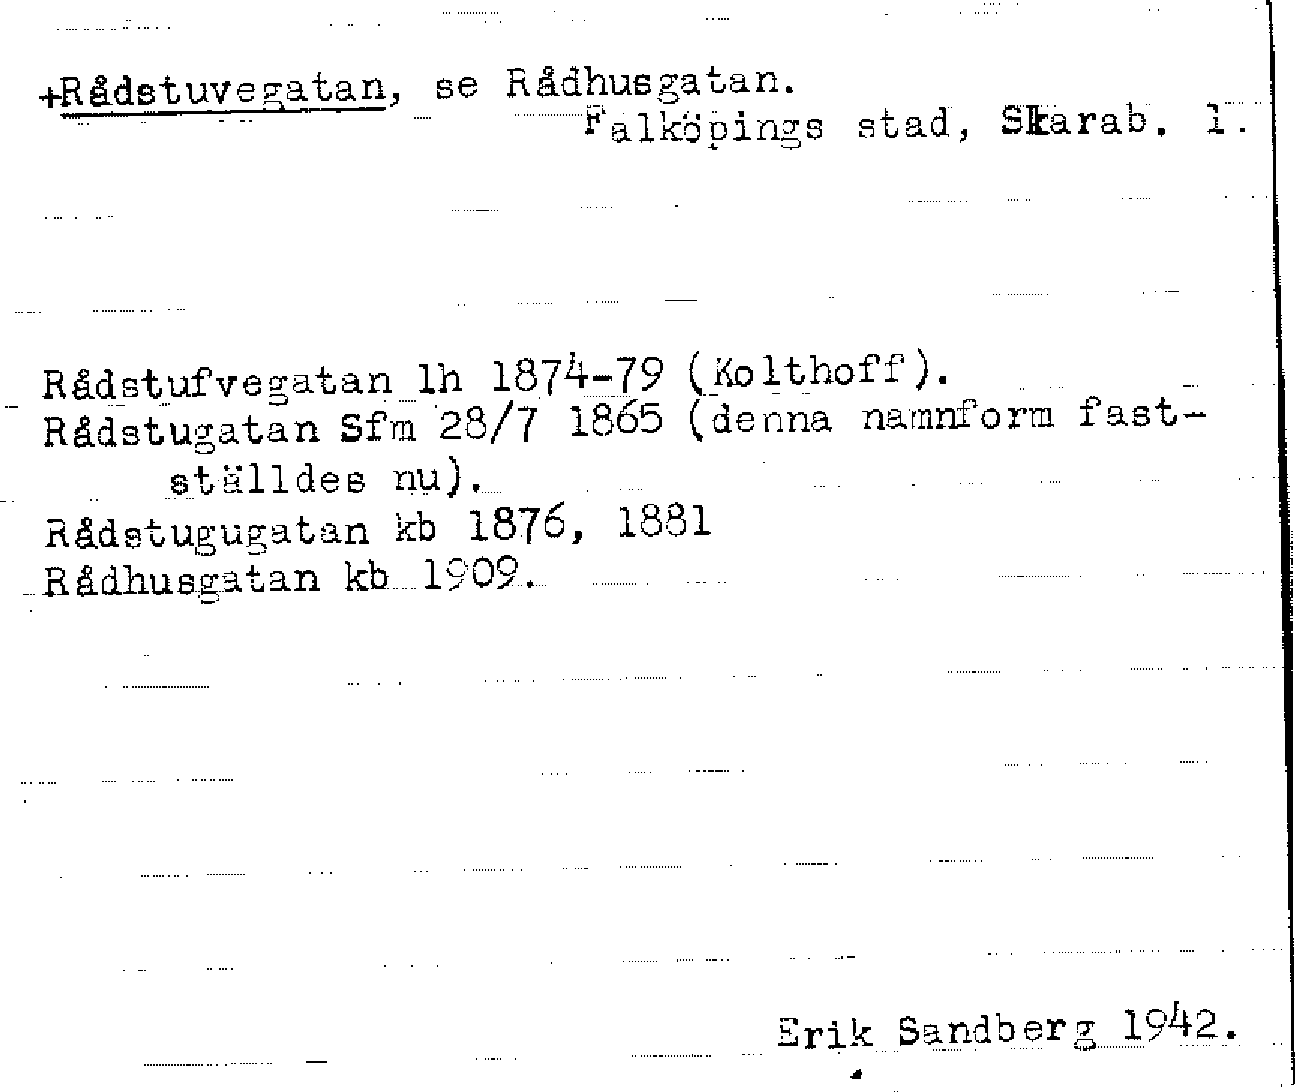 +Rådstuvegatan, se Rådhusgatan.
Falköpings stad, Skarab. l.
Rådstufvegatan lh 1874-79 (Kolthoff).
Rådstugatan Sfm 28/7 1865 (denna namnform fast-
ställdes nu).
Rådstugugatan kb 1876, 1881
Rådhusgatan kb 1909.
Erik Sandberg 1942.